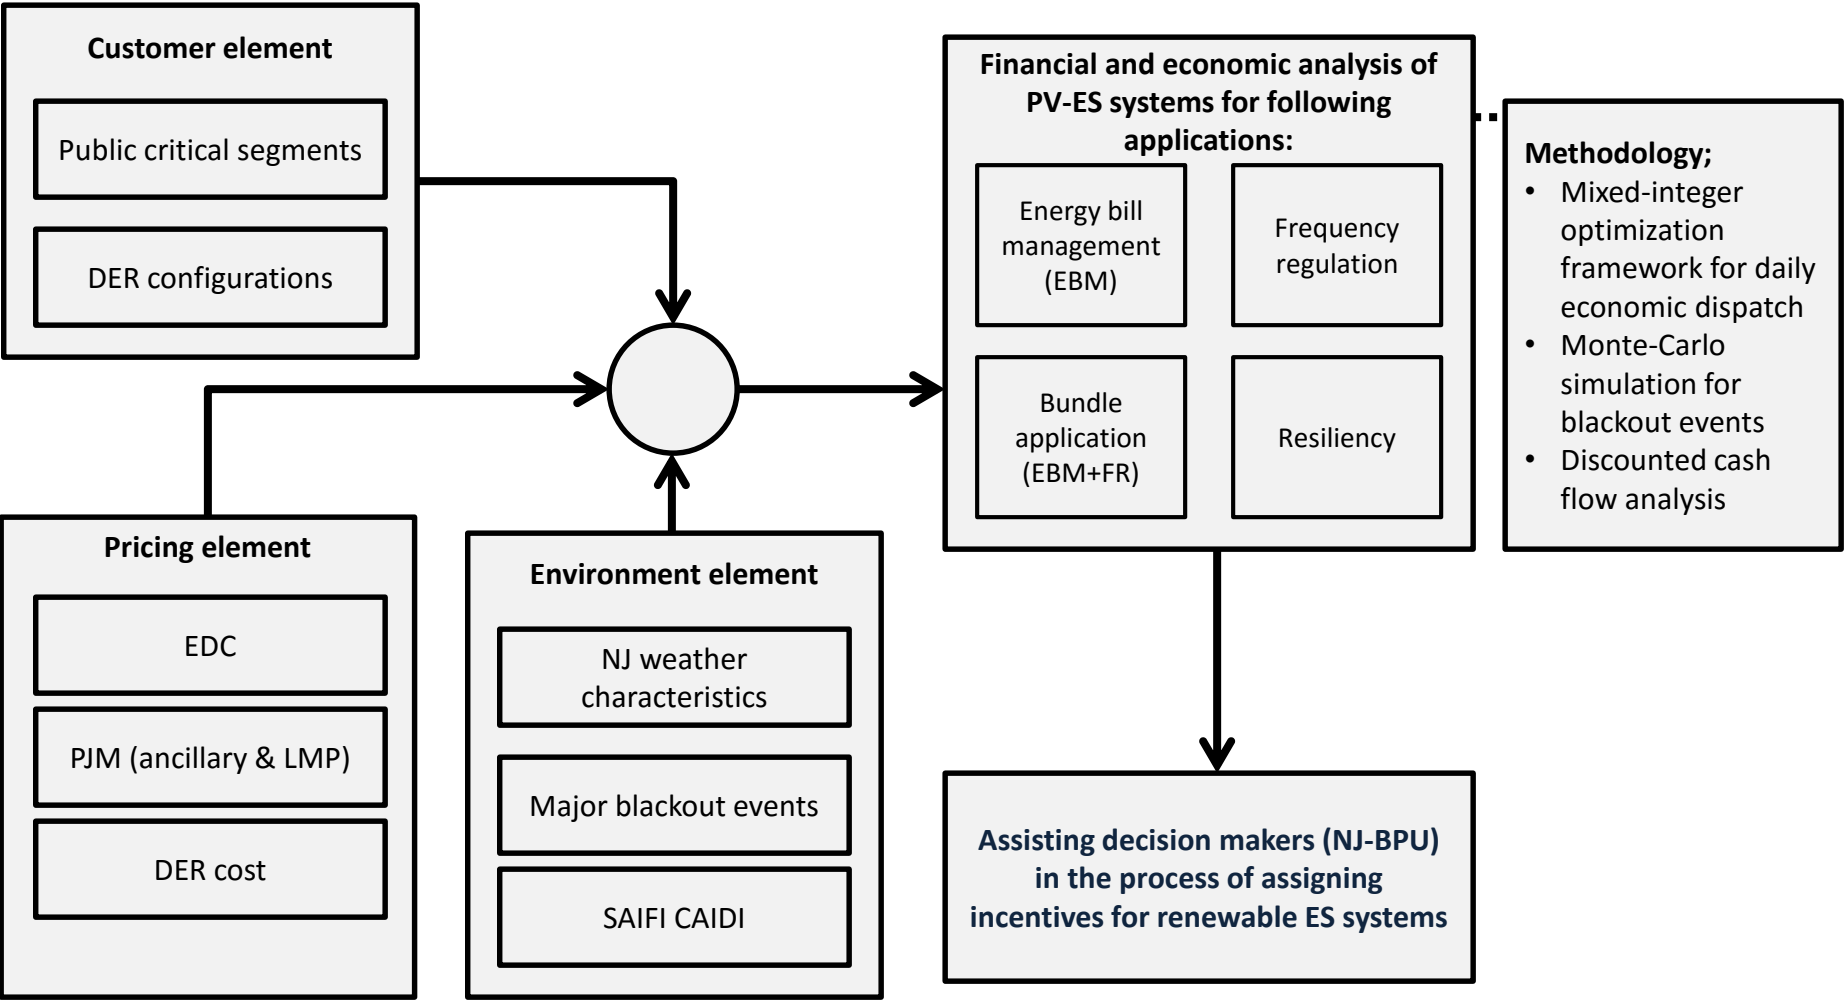 Customer element
Public critical segments
DER configurations
Pricing element
EDC
PJM (ancillary & LMP)
DER cost
Environment element
NJ weather
characteristics
Major blackout events
SAIFI CAIDI
Financial and economic analysis of
PV-ES systems for following
applications:
Energy bill
management
(EBM)
Frequency
regulation
Bundle
application
(EBM+FR)
Resiliency
Methodology;
• Mixed-integer
optimization
framework for daily
economic dispatch
• Monte-Carlo
simulation for
blackout events
• Discounted cash
flow analysis
Assisting decision makers (NJ-BPU)
in the process of assigning
incentives for renewable ES systems